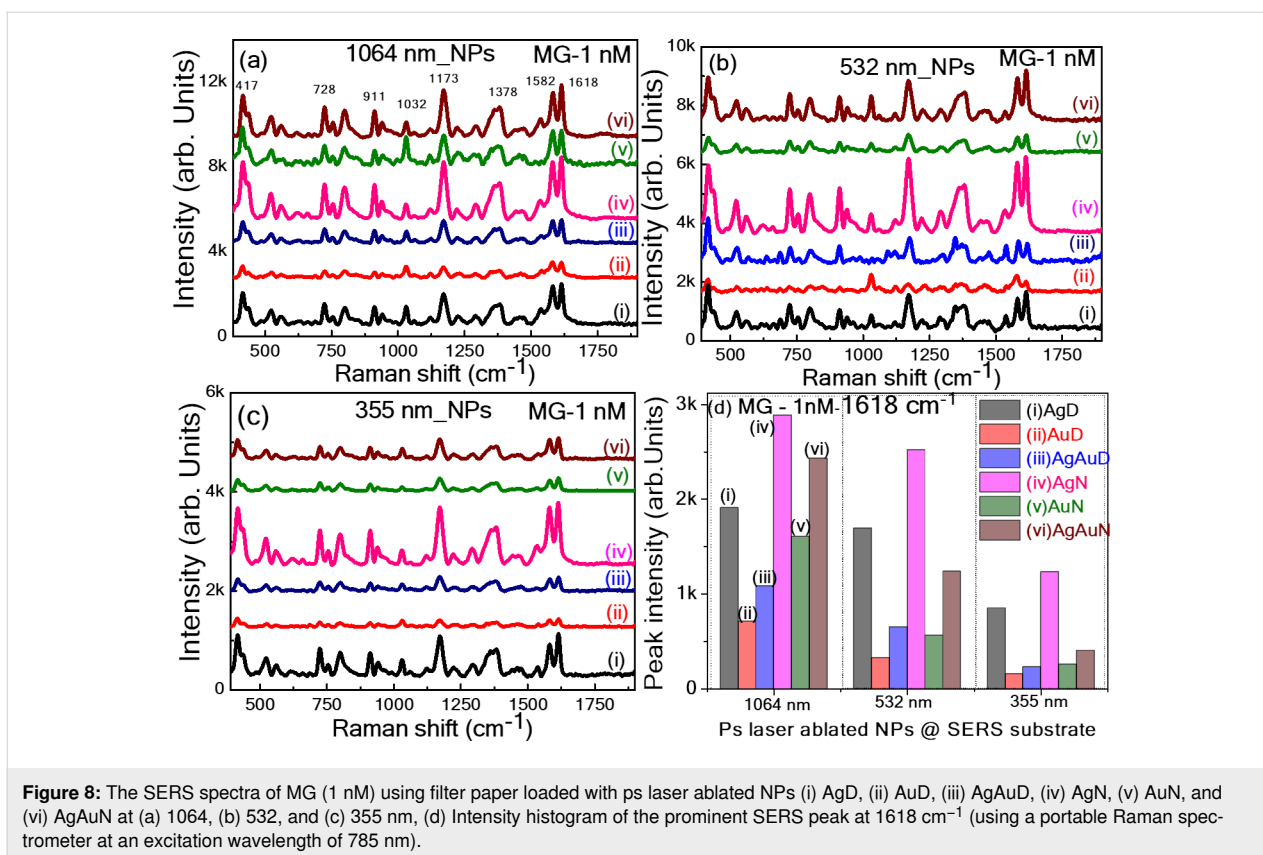 (a)
1064 nm_NPs
MG-1 nM
12k
8k
4k
0
417
728
911
1032
1173
1378
1582
1618
(vi)
(v)
(iv)
(iii)
(ii)
(i)
Intensity (arb. Units)
500 750 1000 1250 1500 1750
Raman shift (cm⁻¹)
(b)
532 nm_NPs
MG-1 nM
10k
8k
6k
4k
2k
0
(vi)
(v)
(iv)
(iii)
(ii)
(i)
Intensity (arb. Units)
500 750 1000 1250 1500 1750
Raman shift (cm⁻¹)
(c)
355 nm_NPs
MG-1 nM
6k
4k
2k
0
(vi)
(v)
(iv)
(iii)
(ii)
(i)
Intensity (arb. Units)
500 750 1000 1250 1500 1750
Raman shift (cm⁻¹)
(d) MG - 1nM-1618 cm⁻¹
3k
2k
1k
0
Peak intensity (arb.Units)
(i)
(ii)
(iii)
(iv)
(v)
(vi)
(i)AgD
(ii)AuD
(iii)AgAuD
(iv)AgN
(v)AuN
(vi)AgAuN
1064 nm 532 nm 355 nm
Ps laser ablated NPs @ SERS substrate
Figure 8: The SERS spectra of MG (1 nM) using filter paper loaded with ps laser ablated NPs (i) AgD, (ii) AuD, (iii) AgAuD, (iv) AgN, (v) AuN, and
(vi) AgAuN at (a) 1064, (b) 532, and (c) 355 nm, (d) Intensity histogram of the prominent SERS peak at 1618 cm⁻¹ (using a portable Raman spec-
trometer at an excitation wavelength of 785 nm).